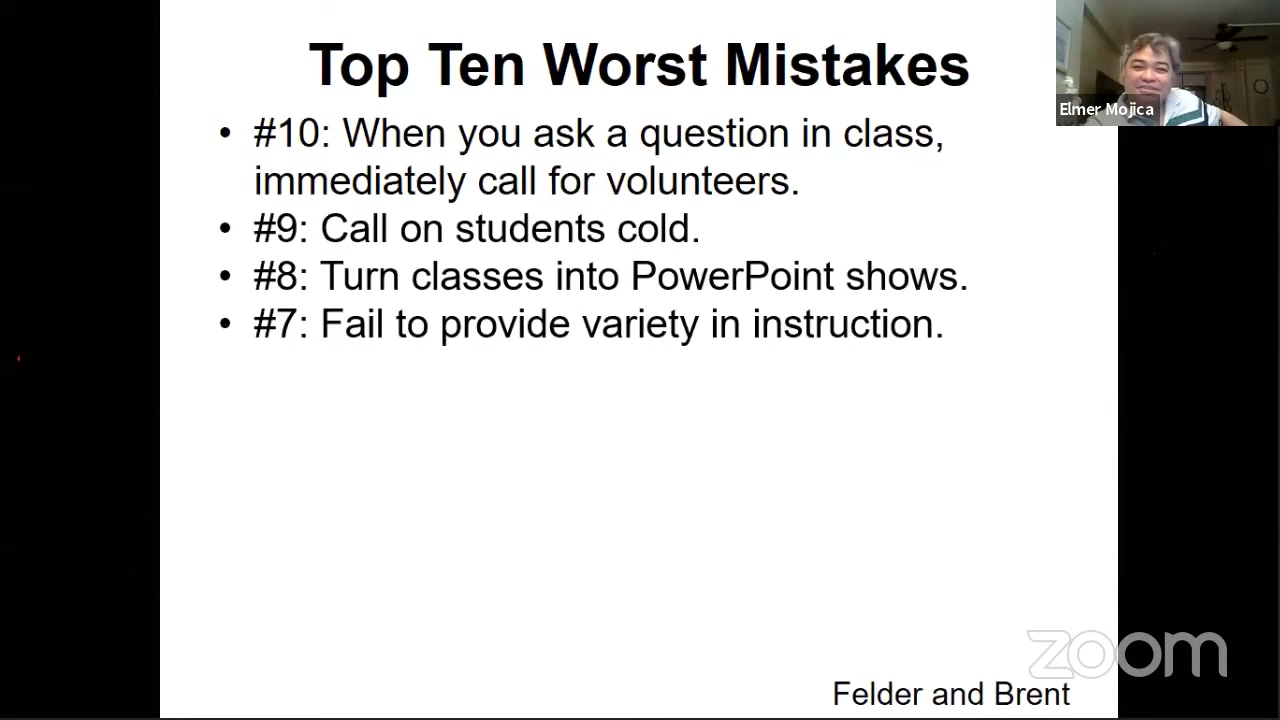 Top Ten Worst Mistakes
Elmer Mojica
• #10: When you ask a question in class,
immediately call for volunteers.
• #9: Call on students cold.
• #8: Turn classes into PowerPoint shows.
• #7: Fail to provide variety in instruction.
zoom
Felder and Brent